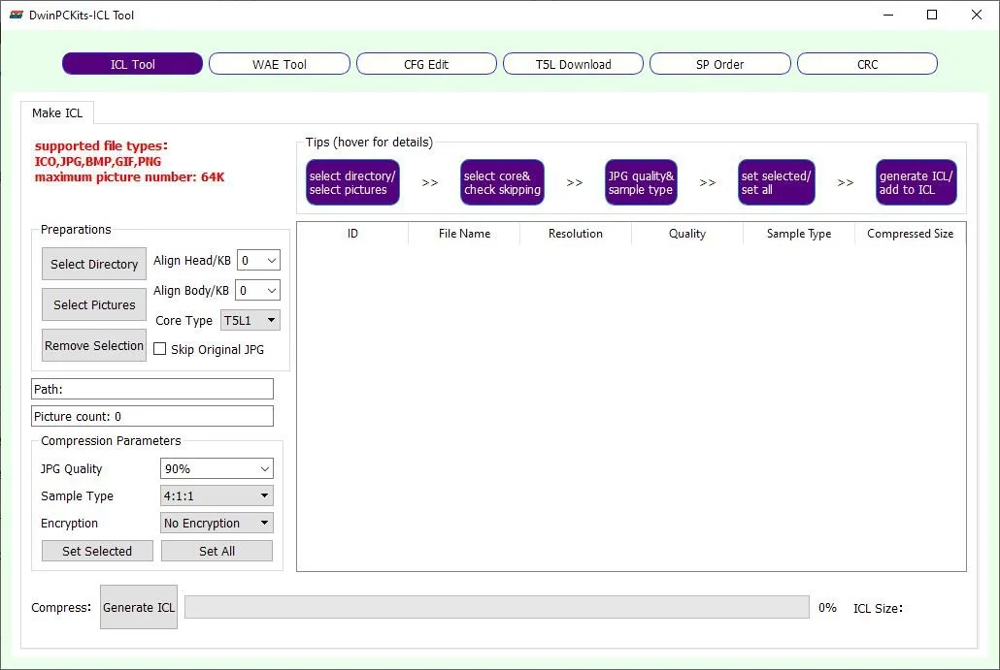 DwinPCKits-ICL Tool
ICL Tool
WAE Tool
CFG Edit
T5L Download
SP Order
CRC
Make ICL
supported file types:
ICO,JPG,BMP,GIF,PNG
maximum picture number: 64K
Tips (hover for details)
select directory/
select pictures
>>
select core&
check skipping
>>
JPG quality&
sample type
>>
set selected/
set all
>>
generate ICL/
add to ICL
Preparations
Select Directory
Align Head/KB 0
Select Pictures
Align Body/KB 0
Core Type T5L1
Remove Selection
Skip Original JPG
Path:
Picture count: 0
ID File Name Resolution Quality Sample Type Compressed Size
Compression Parameters
JPG Quality 90%
Sample Type 4:1:1
Encryption No Encryption
Set Selected Set All
Compress: Generate ICL 0% ICL Size: